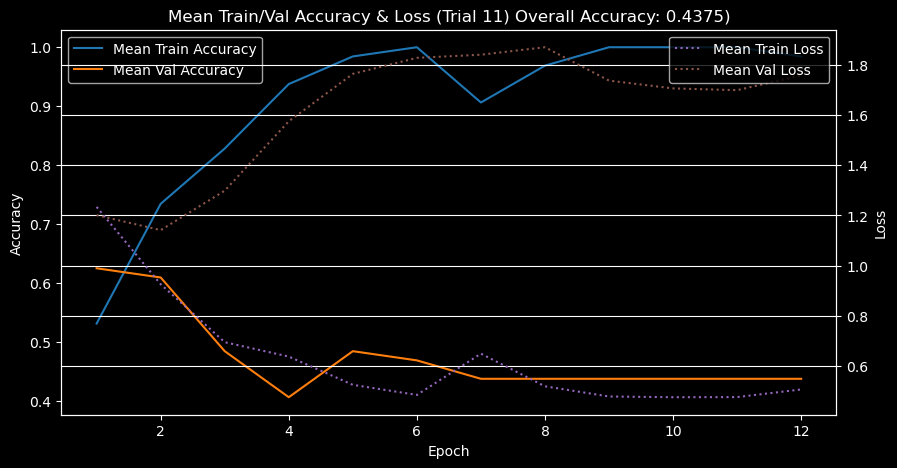 Mean Train/Val Accuracy & Loss (Trial 11) Overall Accuracy: 0.4375)
Mean Train Accuracy
Mean Val Accuracy
Mean Train Loss
Mean Val Loss
1.0
0.9
0.8
0.7
0.6
0.5
0.4
Accuracy
1.8
1.6
1.4
1.2
1.0
0.8
0.6
Loss
2 4 6 8 10 12
Epoch